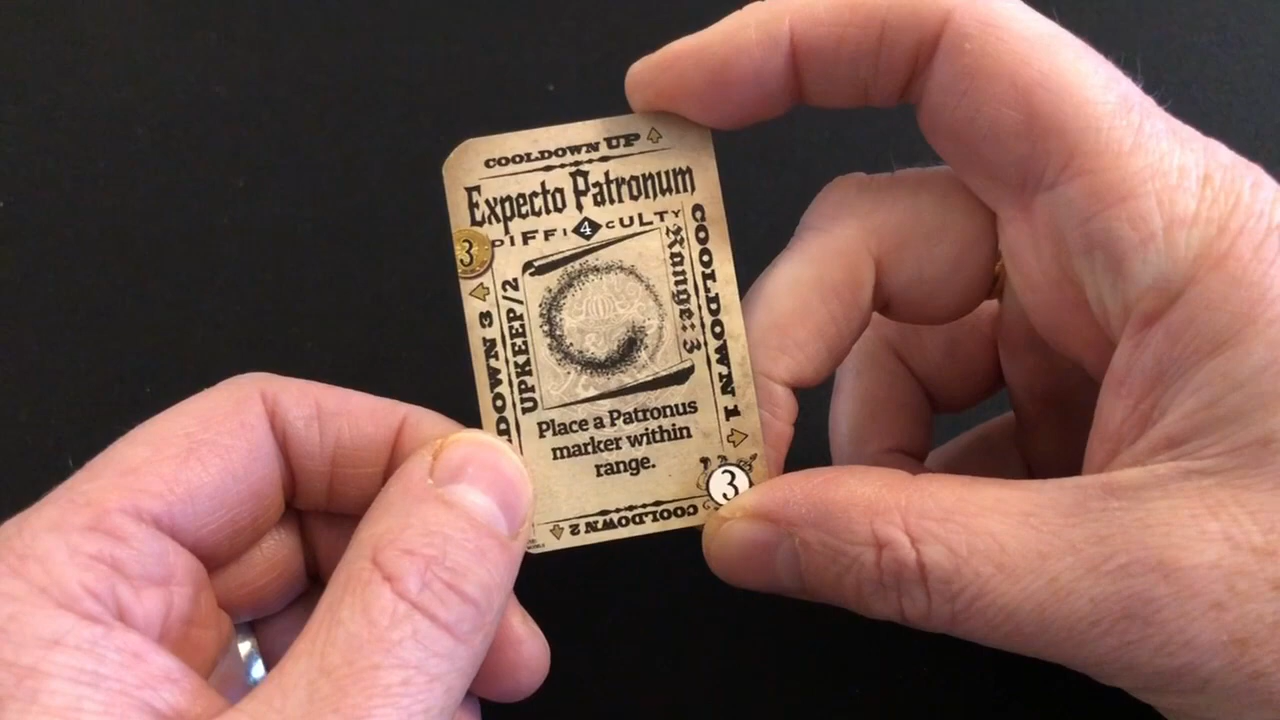 COOLDOWN UP
Expecto Patronum
DIFFICULTY
4
3
Range: 3
COOLDOWN 1
UPKEEP/2
DOWN 3
Place a Patronus
marker within
range.
3
COOLDOWN 2